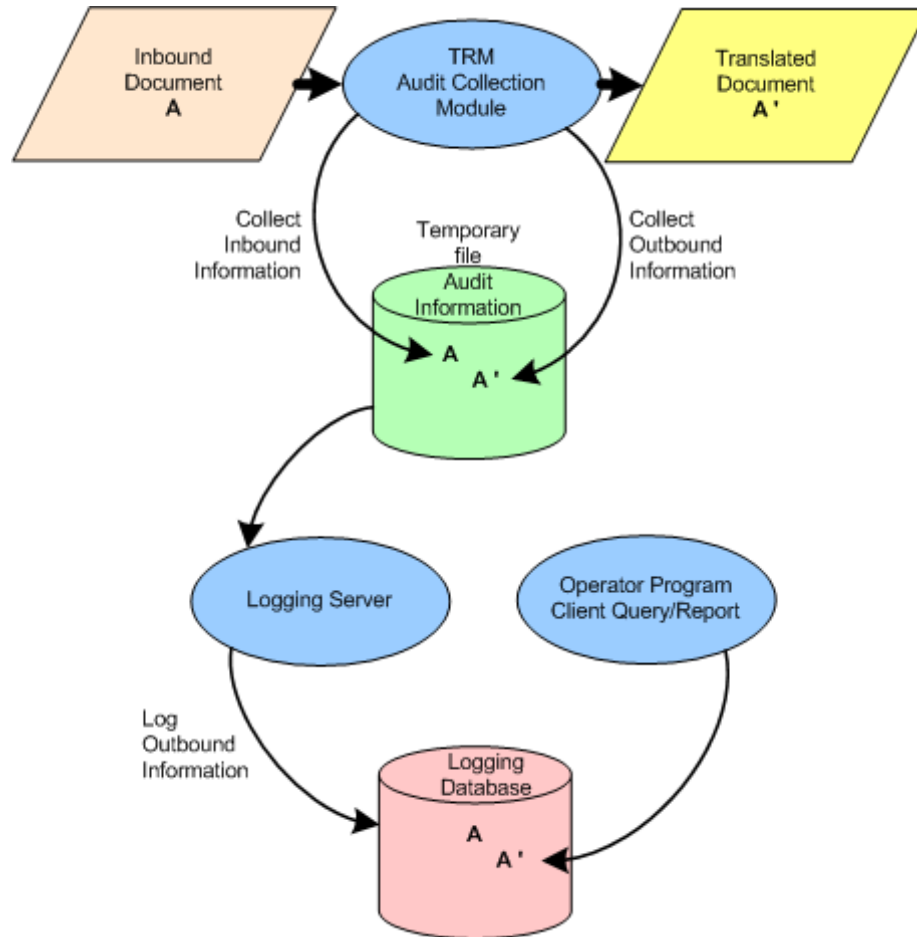 Inbound
Document
A
TRM
Audit Collection
Module
Translated
Document
A '
Collect
Inbound
Information
Temporary
file
Audit
Information
A
A '
Collect
Outbound
Information
Logging Server
Operator Program
Client Query/Report
Log
Outbound
Information
Logging
Database
A
A '